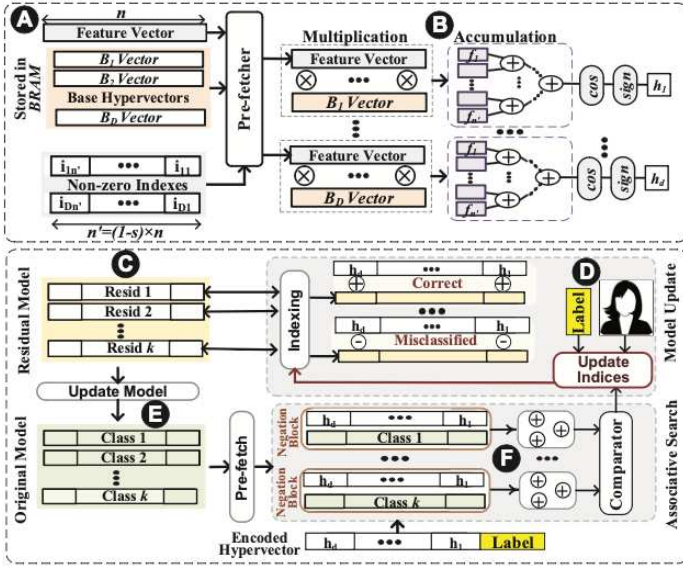 A
n
Feature Vector
Stored in
BRAM
B1 Vector
B2 Vector
Base Hypervectors
BD Vector
i1n' ••• i11
Non-zero Indexes
iDn' ••• iD1
n'=(1-s)×n
Pre-fetcher
Multiplication
Feature Vector
B1 Vector
Feature Vector
BD Vector
B
Accumulation
f1
fn'
cos
sign
h1
f1
fn'
cos
sign
hd
C
Residual Model
Resid 1
Resid 2
Resid k
Update Model
Indexing
hd ••• h1
Correct
hd ••• h1
Misclassified
D
Label
Update
Indices
Model Update
E
Original Model
Class 1
Class 2
Class k
Pre-fetch
Negation
Block
hd ••• h1
Class 1
Negation
Block
hd ••• h1
Class k
F
Comparator
Associative Search
Encoded
Hypervector
hd ••• h1 Label